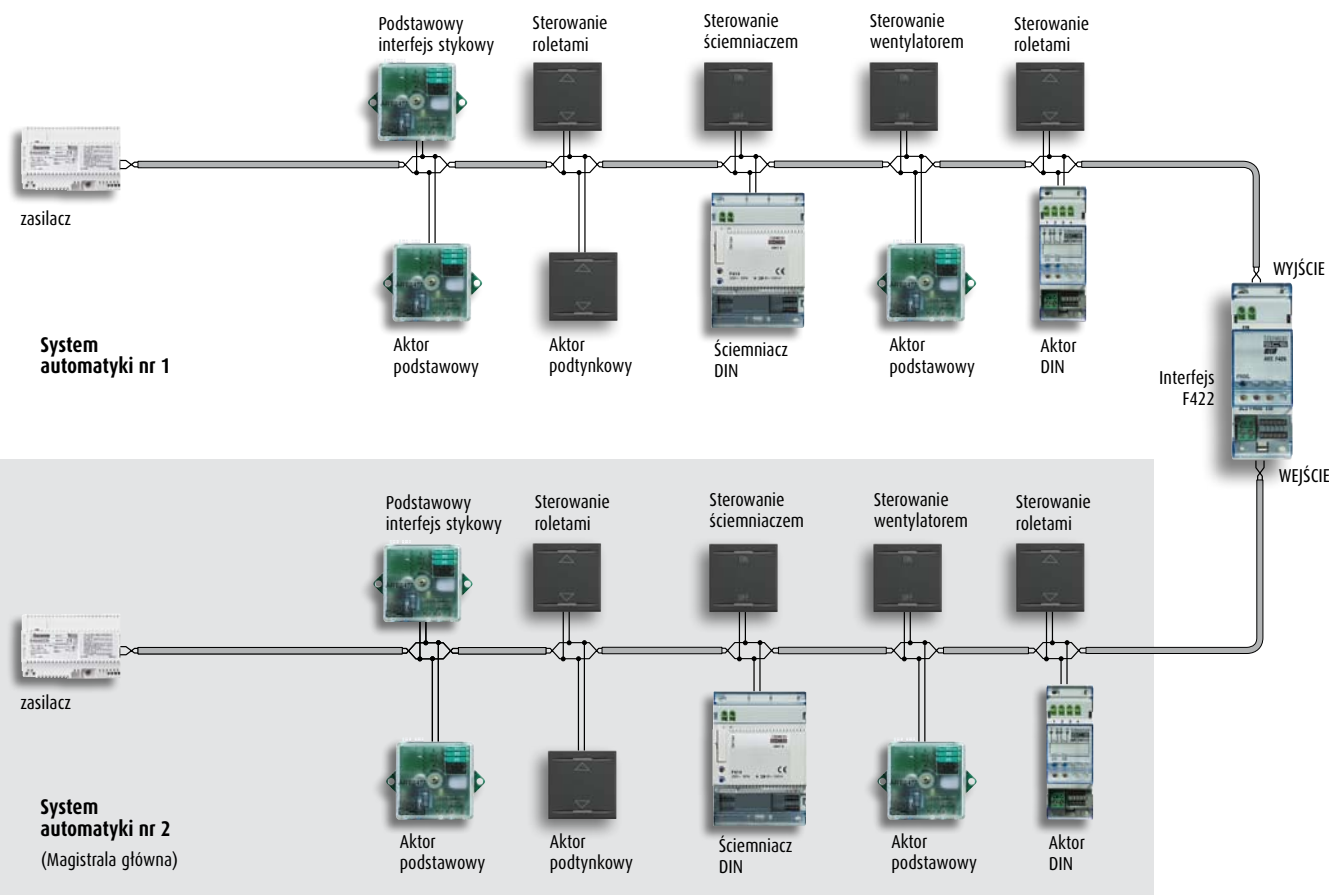 Podstawowy
interfejs stykowy
Sterowanie
roletami
Sterowanie
ściemniaczem
Sterowanie
wentylatorem
Sterowanie
roletami
zasilacz
Aktor
podstawowy
Aktor
podtynkowy
Ściemniacz
DIN
Aktor
podstawowy
Aktor
DIN
System
automatyki nr 1
WYJŚCIE
Interfejs
F422
WEJŚCIE
Podstawowy
interfejs stykowy
Sterowanie
roletami
Sterowanie
ściemniaczem
Sterowanie
wentylatorem
Sterowanie
roletami
zasilacz
Aktor
podstawowy
Aktor
podtynkowy
Ściemniacz
DIN
Aktor
podstawowy
Aktor
DIN
System
automatyki nr 2
(Magistrala główna)